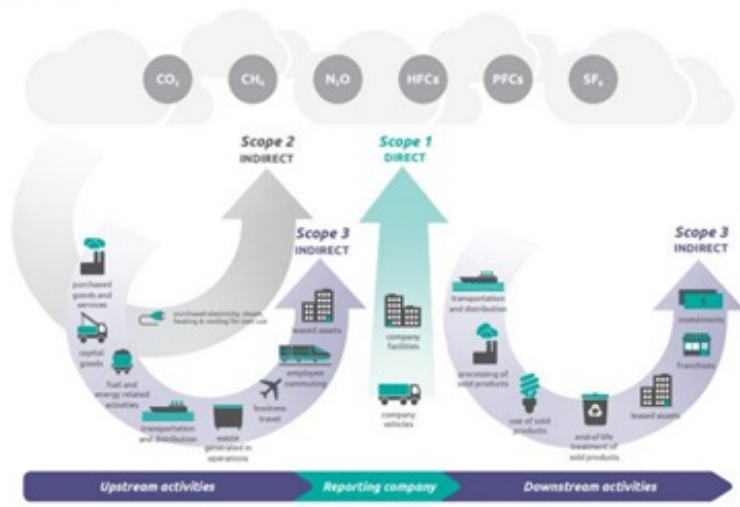 CO₂ CH₄ N₂O HFCs PFCs SF₆
Scope 2
INDIRECT
Scope 1
DIRECT
Scope 3
INDIRECT
Scope 3
INDIRECT
purchased
goods and
services
capital
goods
fuel and
energy related
activities
transportation
and distribution
waste
generated in
operations
business
travel
employee
commuting
leased assets
purchased electricity, steam,
heating & cooling for own use
company
facilities
company
vehicles
transportation
and distribution
processing of
sold products
use of sold
products
end-of-life
treatment of
sold products
leased assets
franchises
investments
Upstream activities
Reporting company
Downstream activities